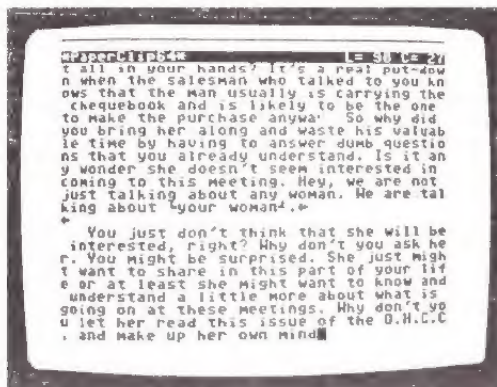 *PaperClip64* L= 98 C= 27
t all in your hands? It's a real put-dow
n when the salesman who talked to you kn
ows that the man usually is carrying the
chequebook and is likely to be the one
to make the purchase anyway So why did
you bring her along and waste his valuab
le time by having to answer dumb questio
ns that you already understand. Is it an
y wonder she doesn't seem interested in
coming to this meeting. Hey, we are not
just talking about any woman. We are tal
king about your woman.←
←
You just don't think that she will be
interested, right? Why don't you ask he
r. You might be surprised. She just migh
t want to share in this part of your lif
e or at least she might want to know and
understand a little more about what is
going on at these meetings. Why don't yo
u let her read this issue of the O.H.C.C
. and make up her own mind